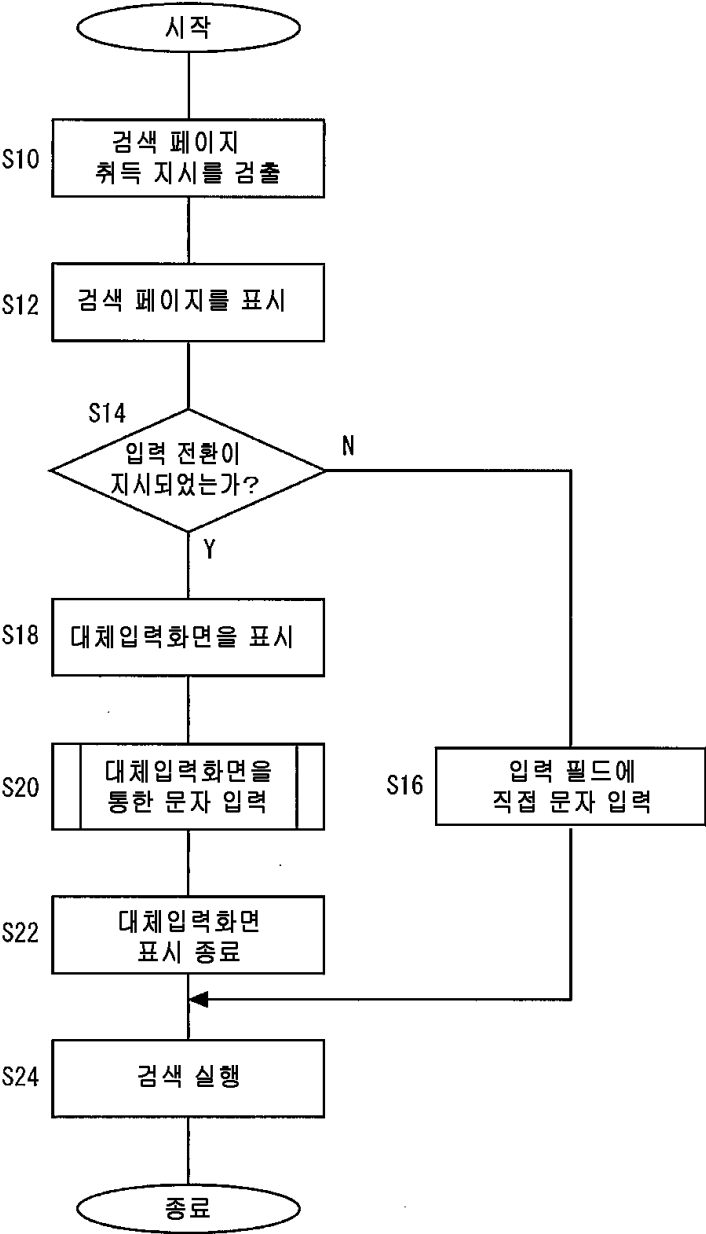 시작
S10
검색 페이지
취득 지시를 검출
S12
검색 페이지를 표시
S14
입력 전환이
지시되었는가?
N
Y
S18
대체입력화면을 표시
S20
대체입력화면을
통한 문자 입력
S16
입력 필드에
직접 문자 입력
S22
대체입력화면
표시 종료
S24
검색 실행
종료